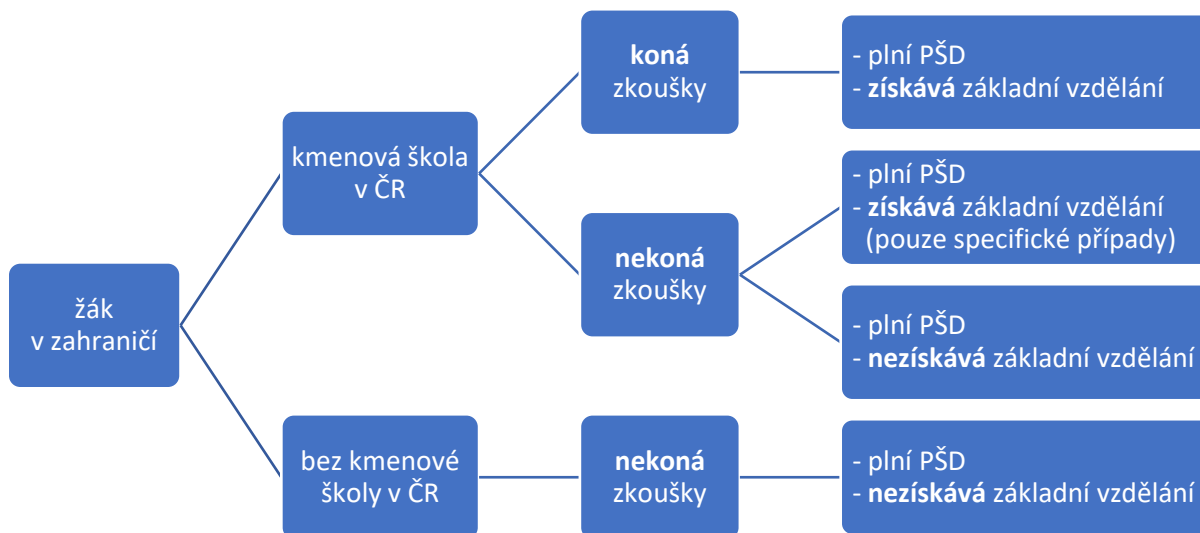 žák
v zahraničí
kmenová škola
v ČR
koná
zkoušky
- plní PŠD
- získává základní vzdělání
nekoná
zkoušky
- plní PŠD
- získává základní vzdělání
(pouze specifické případy)
- plní PŠD
- nezískává základní vzdělání
bez kmenové
školy v ČR
nekoná
zkoušky
- plní PŠD
- nezískává základní vzdělání